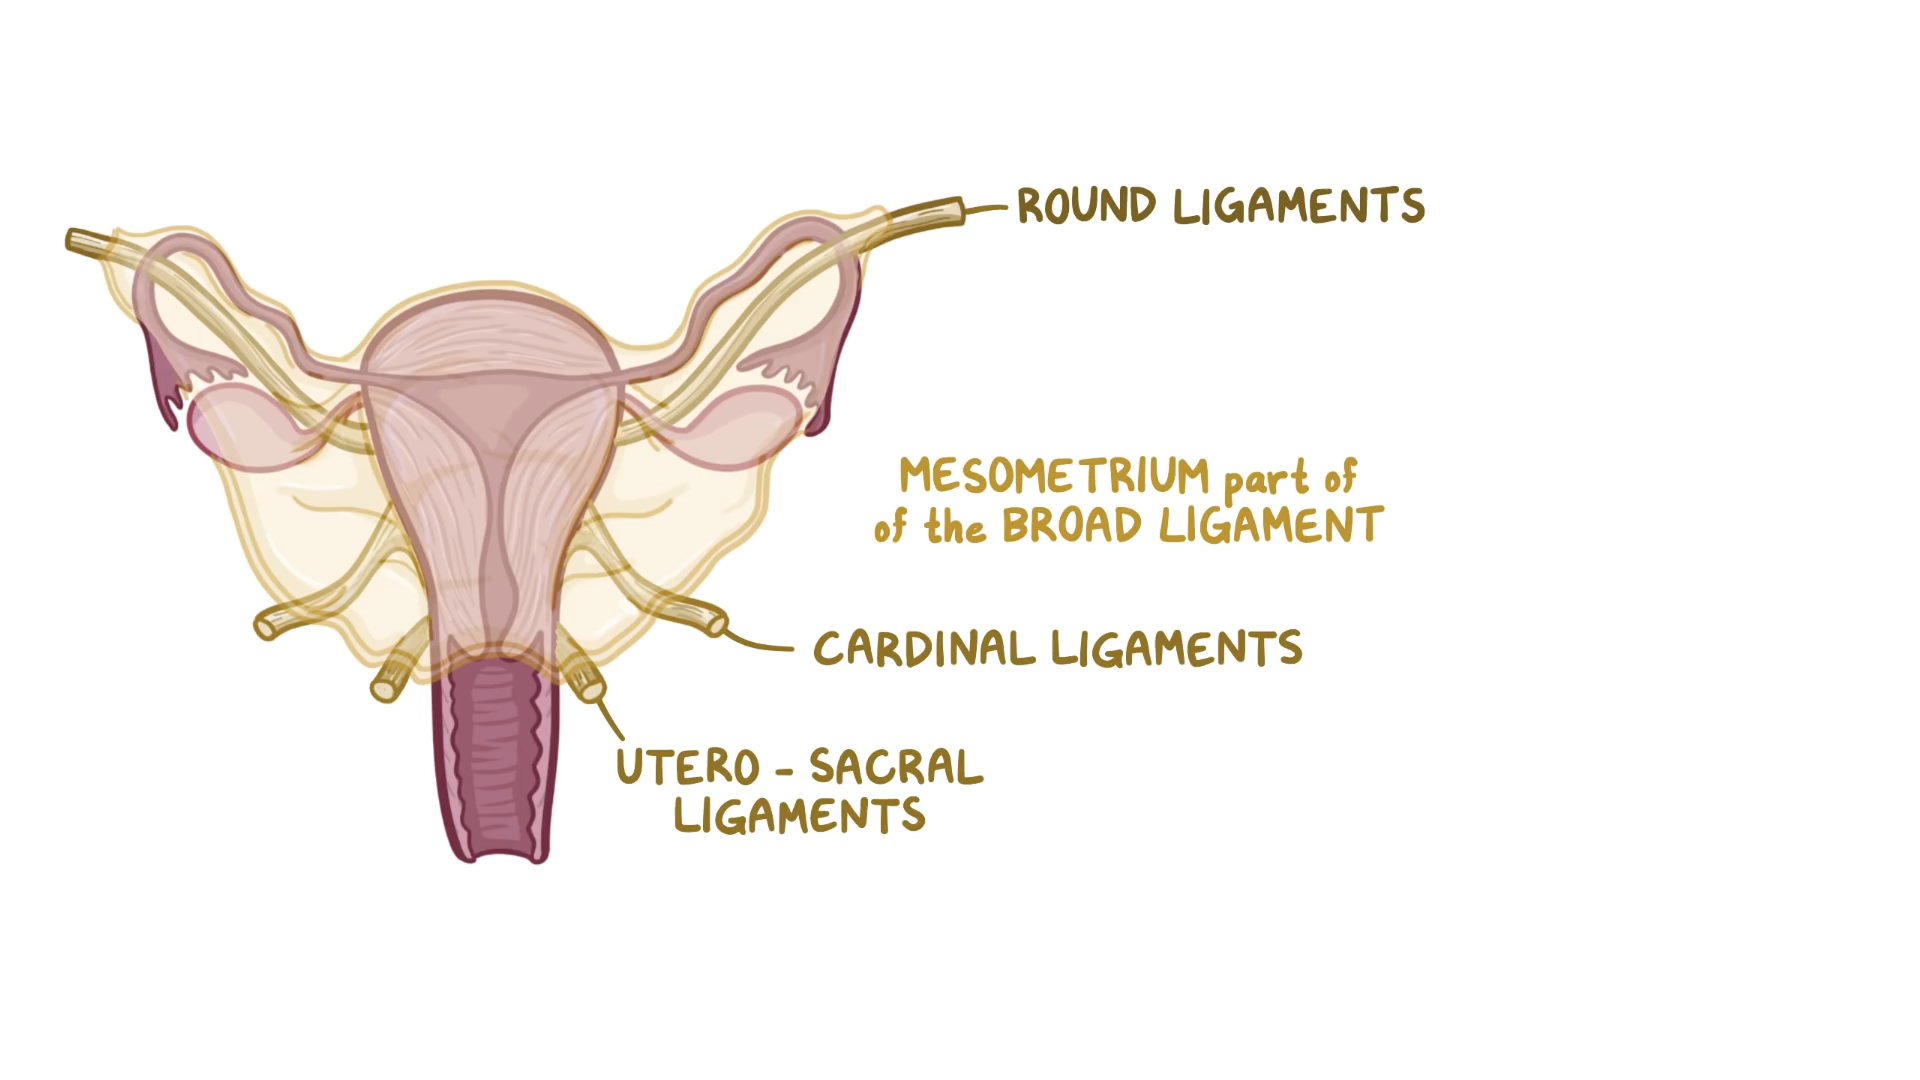 ROUND LIGAMENTS
MESOMETRIUM part of
of the BROAD LIGAMENT
CARDINAL LIGAMENTS
UTERO - SACRAL
LIGAMENTS